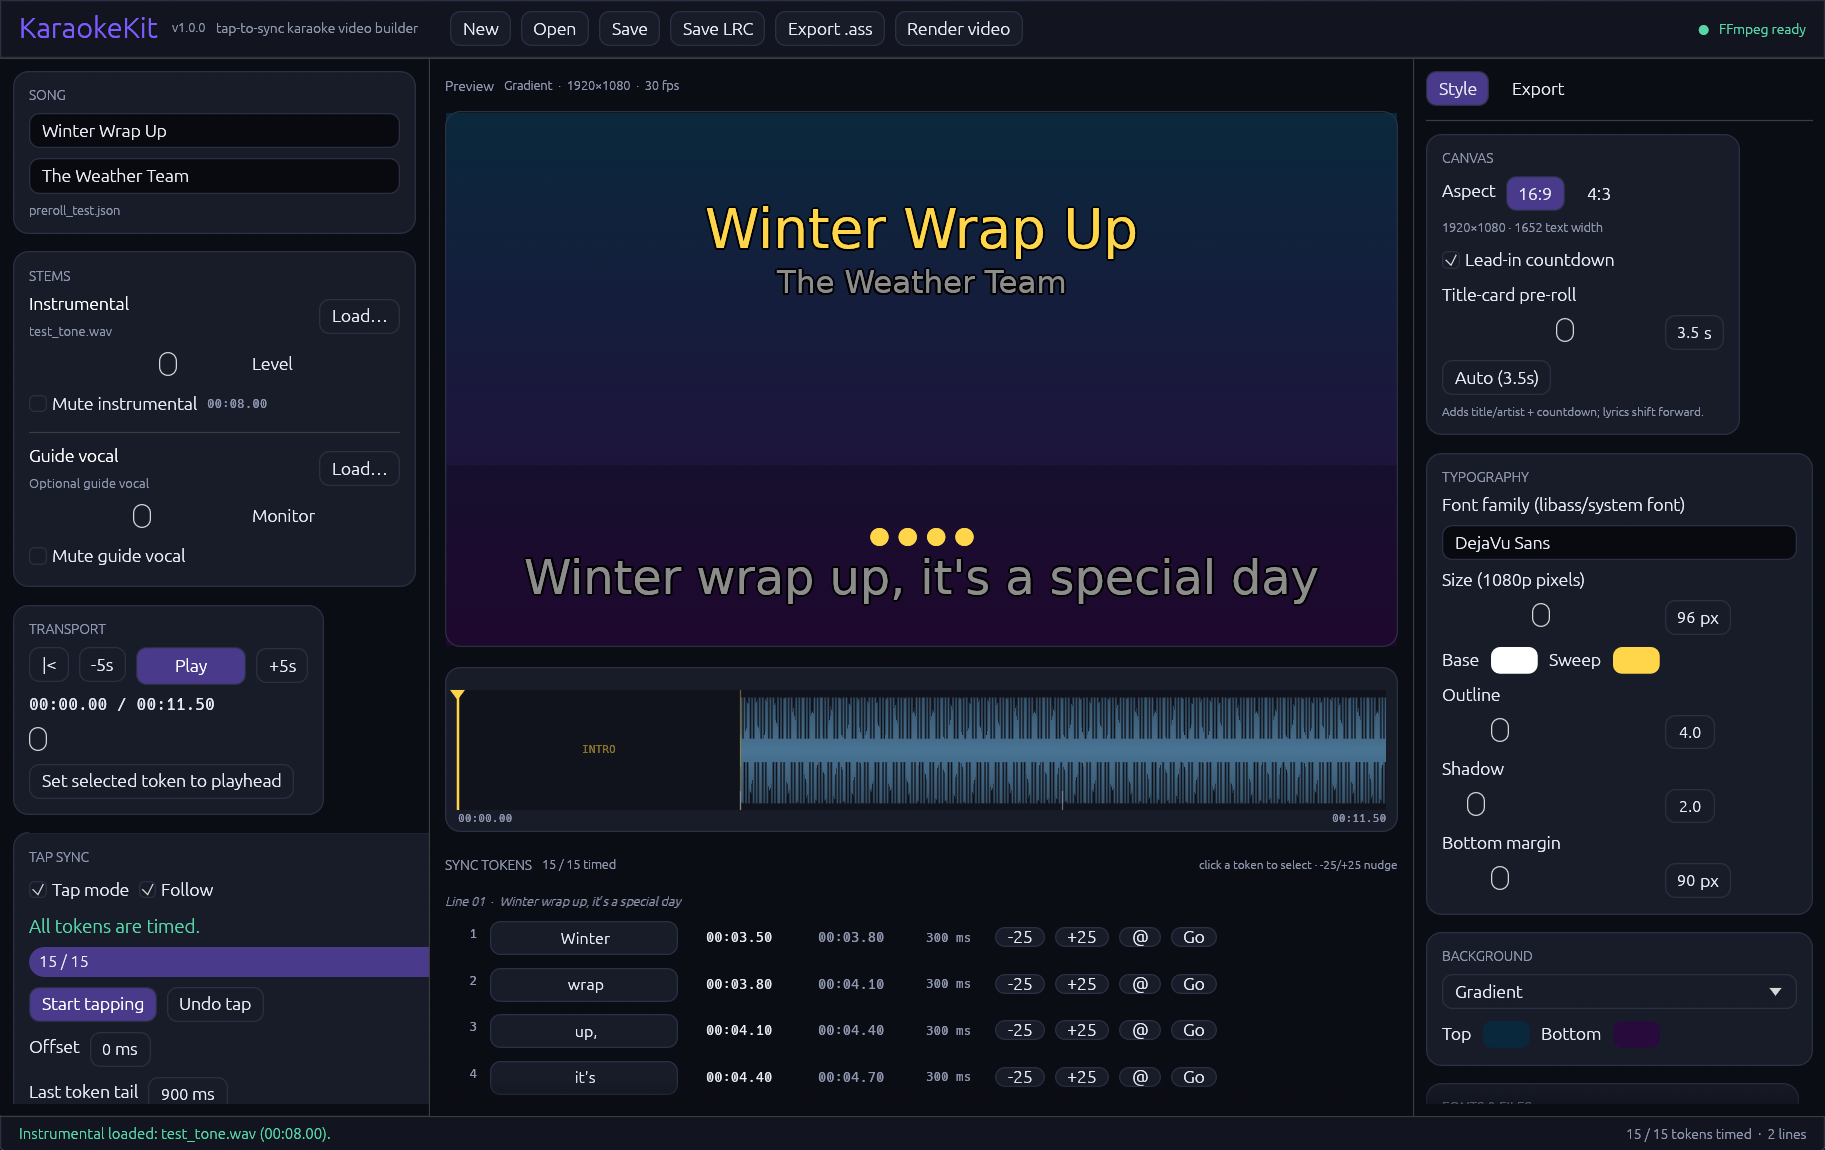 KaraokeKit v1.0.0 tap-to-sync karaoke video builder New Open Save Save LRC Export .ass Render video FFmpeg ready
SONG
Winter Wrap Up
The Weather Team
preroll_test.json
STEMS
Instrumental
test_tone.wav
Load...
Level
Mute instrumental 00:08.00
Guide vocal
Optional guide vocal
Load...
Monitor
Mute guide vocal
TRANSPORT
|< -5s Play +5s
00:00.00 / 00:11.50
Set selected token to playhead
TAP SYNC
Tap mode Follow
All tokens are timed.
15 / 15
Start tapping Undo tap
Offset 0 ms
Last token tail 900 ms
Preview Gradient · 1920×1080 · 30 fps
Winter Wrap Up
The Weather Team
Winter wrap up, it's a special day
INTRO
00:00.00 00:11.50
SYNC TOKENS 15 / 15 timed click a token to select · -25/+25 nudge
Line 01 · Winter wrap up, it's a special day
1 Winter 00:03.50 00:03.80 300 ms -25 +25 @ Go
2 wrap 00:03.80 00:04.10 300 ms -25 +25 @ Go
3 up, 00:04.10 00:04.40 300 ms -25 +25 @ Go
4 it's 00:04.40 00:04.70 300 ms -25 +25 @ Go
Style Export
CANVAS
Aspect 16:9 4:3
1920×1080 · 1652 text width
Lead-in countdown
Title-card pre-roll
3.5 s
Auto (3.5s)
Adds title/artist + countdown; lyrics shift forward.
TYPOGRAPHY
Font family (libass/system font)
DejaVu Sans
Size (1080p pixels)
96 px
Base Sweep
Outline
4.0
Shadow
2.0
Bottom margin
90 px
BACKGROUND
Gradient
Top Bottom
Instrumental loaded: test_tone.wav (00:08.00).
15 / 15 tokens timed · 2 lines